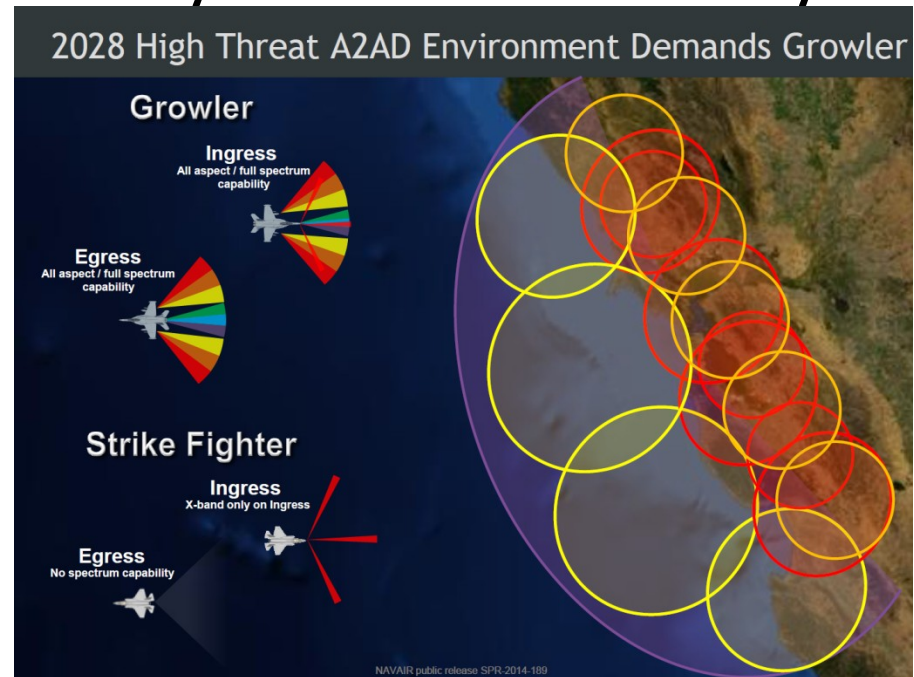 2028 High Threat A2AD Environment Demands Growler
Growler
Ingress
All aspect / full spectrum
capability
Egress
All aspect / full spectrum
capability
Strike Fighter
Ingress
X-band only on Ingress
Egress
No spectrum capability
NAVAIR public release SPR-2014-189